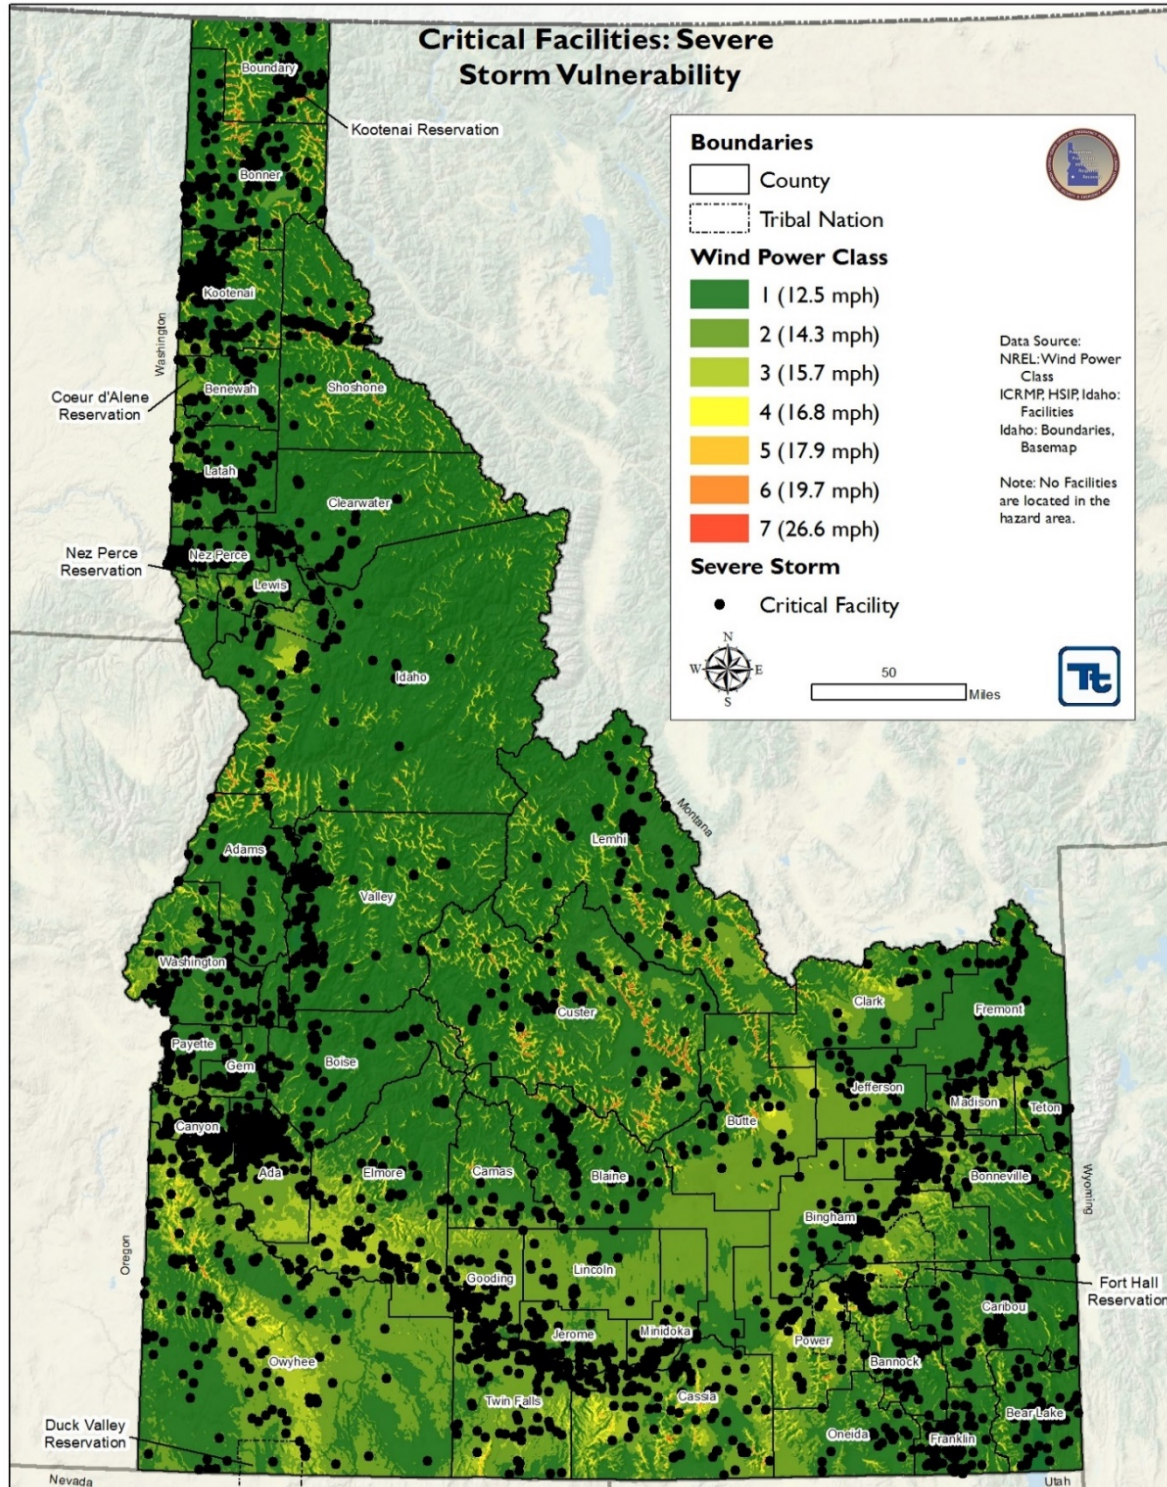 Critical Facilities: Severe
Storm Vulnerability
Boundary
Kootenai Reservation
Bonner
Kootenai
Washington
Coeur d'Alene
Reservation
Benewah
Shoshone
Latah
Clearwater
Nez Perce
Reservation
Nez Perce
Lewis
Idaho
Boundaries
County
Tribal Nation
Wind Power Class
1 (12.5 mph)
2 (14.3 mph)
3 (15.7 mph)
4 (16.8 mph)
5 (17.9 mph)
6 (19.7 mph)
7 (26.6 mph)
Data Source:
NREL: Wind Power
Class
ICRMP, HSIP, Idaho:
Facilities
Idaho: Boundaries,
Basemap
Note: No Facilities
are located in the
hazard area.
Severe Storm
Critical Facility
N
W
E
S
50
Miles
Tt
Montana
Lemhi
Adams
Valley
Washington
Custer
Clark
Fremont
Payette
Gem
Boise
Jefferson
Madison
Teton
Butte
Canyon
Ada
Elmore
Camas
Blaine
Bonneville
Wyoming
Bingham
Oregon
Gooding
Lincoln
Fort Hall
Reservation
Caribou
Jerome
Minidoka
Power
Bannock
Owyhee
Twin Falls
Cassia
Bear Lake
Oneida
Franklin
Duck Valley
Reservation
Nevada
Utah